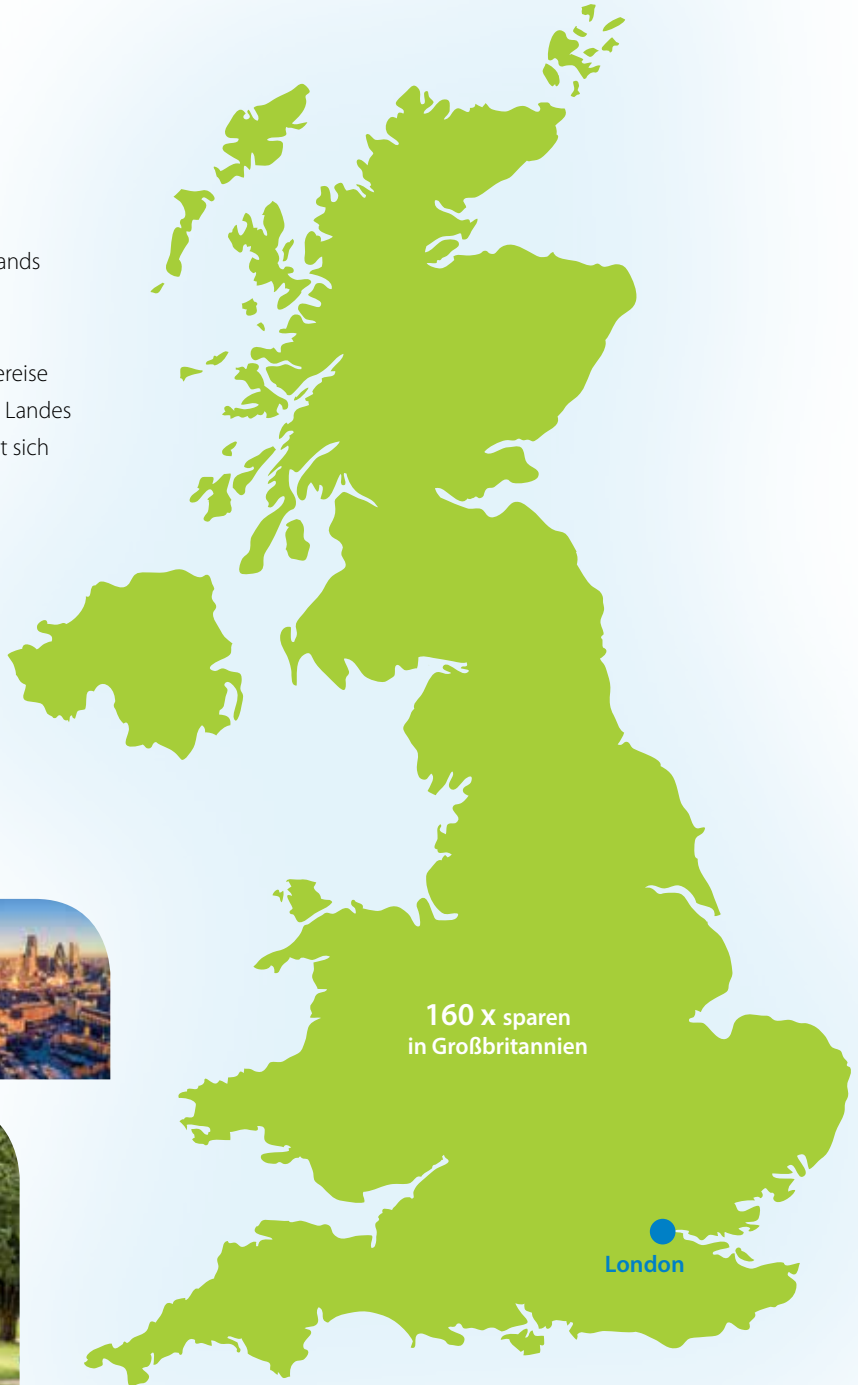 ands
ereise
Landes
t sich
160 x sparen
in Großbritannien
London